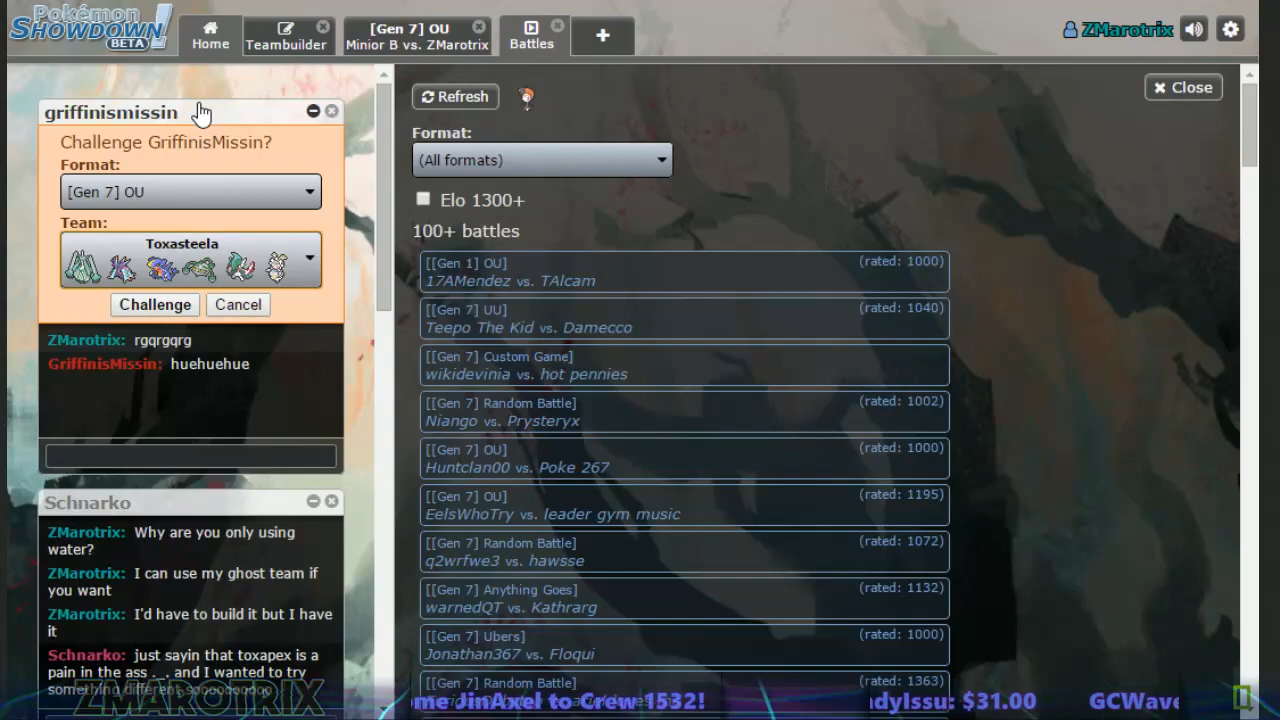 Pokémon
SHOWDOWN!
BETA
Home
Teambuilder
[Gen 7] OU
Minior B vs. ZMarotrix
Battles
ZMarotrix
griffinismissin
Challenge GriffinisMissin?
Format:
[Gen 7] OU
Team:
Toxasteela
Challenge
Cancel
ZMarotrix: rgqrgqrg
GriffinisMissin: huehuehue
Schnarko
ZMarotrix: Why are you only using
water?
ZMarotrix: I can use my ghost team if
you want
ZMarotrix: I'd have to build it but I have
it
Schnarko: just sayin that toxapex is a
pain in the ass ._. and I wanted to try
something different soooooooooo
Refresh
Close
Format:
(All formats)
Elo 1300+
100+ battles
[[Gen 1] OU] (rated: 1000)
17AMendez vs. TAlcam
[[Gen 7] UU] (rated: 1040)
Teepo The Kid vs. Damecco
[[Gen 7] Custom Game]
wikidevinia vs. hot pennies
[[Gen 7] Random Battle] (rated: 1002)
Niango vs. Prysteryx
[[Gen 7] OU] (rated: 1000)
Huntclan00 vs. Poke 267
[[Gen 7] OU] (rated: 1195)
EelsWhoTry vs. leader gym music
[[Gen 7] Random Battle] (rated: 1072)
q2wrfwe3 vs. hawsse
[[Gen 7] Anything Goes] (rated: 1132)
warnedQT vs. Kathrarg
[[Gen 7] Ubers] (rated: 1000)
Jonathan367 vs. Floqui
[[Gen 7] Random Battle] (rated: 1363)
ZMAROTRIX
ome JinAxel to Crew 1532!
dyIssu: $31.00
GCWave